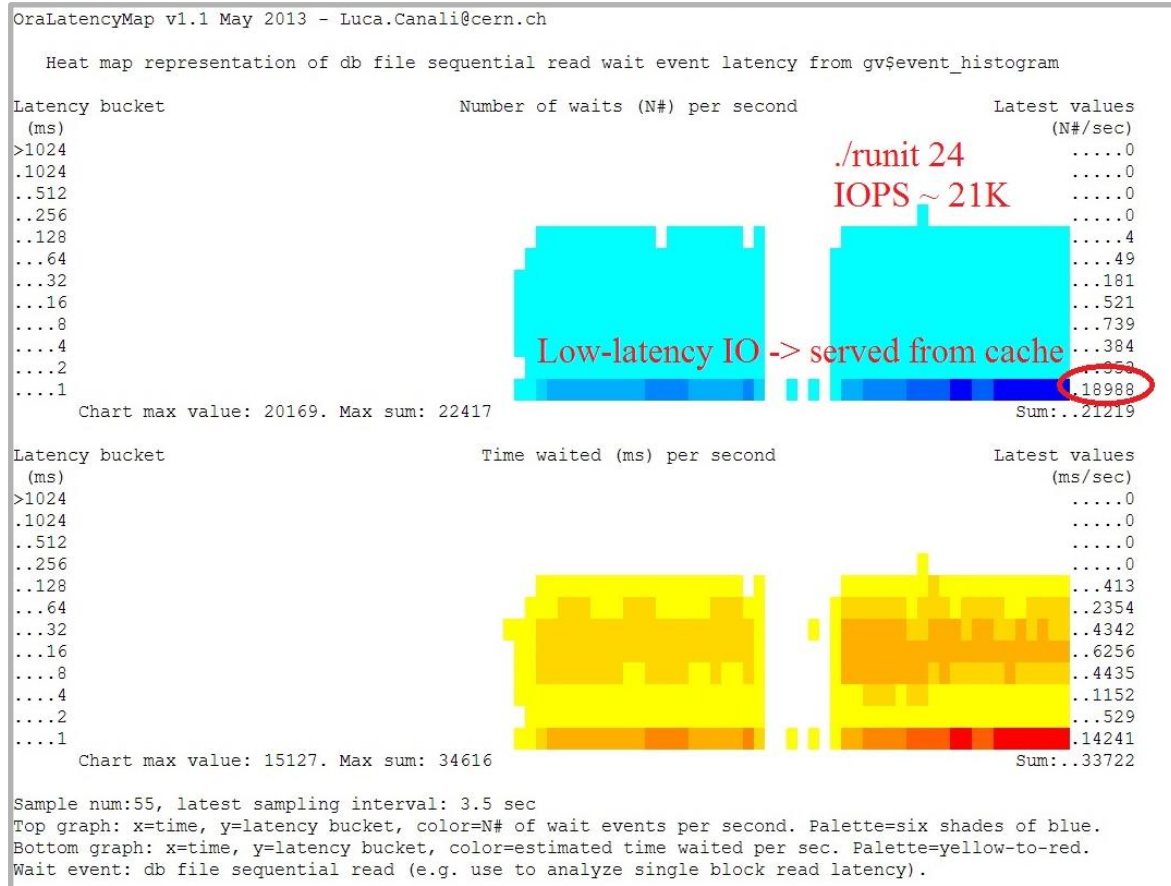 OraLatencyMap v1.1 May 2013 - Luca.Canali@cern.ch
Heat map representation of db file sequential read wait event latency from gv$event_histogram
Latency bucket Number of waits (N#) per second Latest values
(ms) (N#/sec)
>1024 .....0
./runit 24
.1024 .....0
..512 .....0
IOPS ~ 21K
..256 .....0
..128 .....4
...64 ....49
...32 ...181
...16 ...521
....8 ...739
....4 ...384
Low-latency IO -> served from cache
....2
....1 .18988
Chart max value: 20169. Max sum: 22417 Sum:..21219
Latency bucket Time waited (ms) per second Latest values
(ms) (ms/sec)
>1024 .....0
.1024 .....0
..512 .....0
..256 .....0
..128 ...413
...64 ..2354
...32 ..4342
...16 ..6256
....8 ..4435
....4 ..1152
....2 ...529
....1 .14241
Chart max value: 15127. Max sum: 34616 Sum:..33722
Sample num:55, latest sampling interval: 3.5 sec
Top graph: x=time, y=latency bucket, color=N# of wait events per second. Palette=six shades of blue.
Bottom graph: x=time, y=latency bucket, color=estimated time waited per sec. Palette=yellow-to-red.
Wait event: db file sequential read (e.g. use to analyze single block read latency).